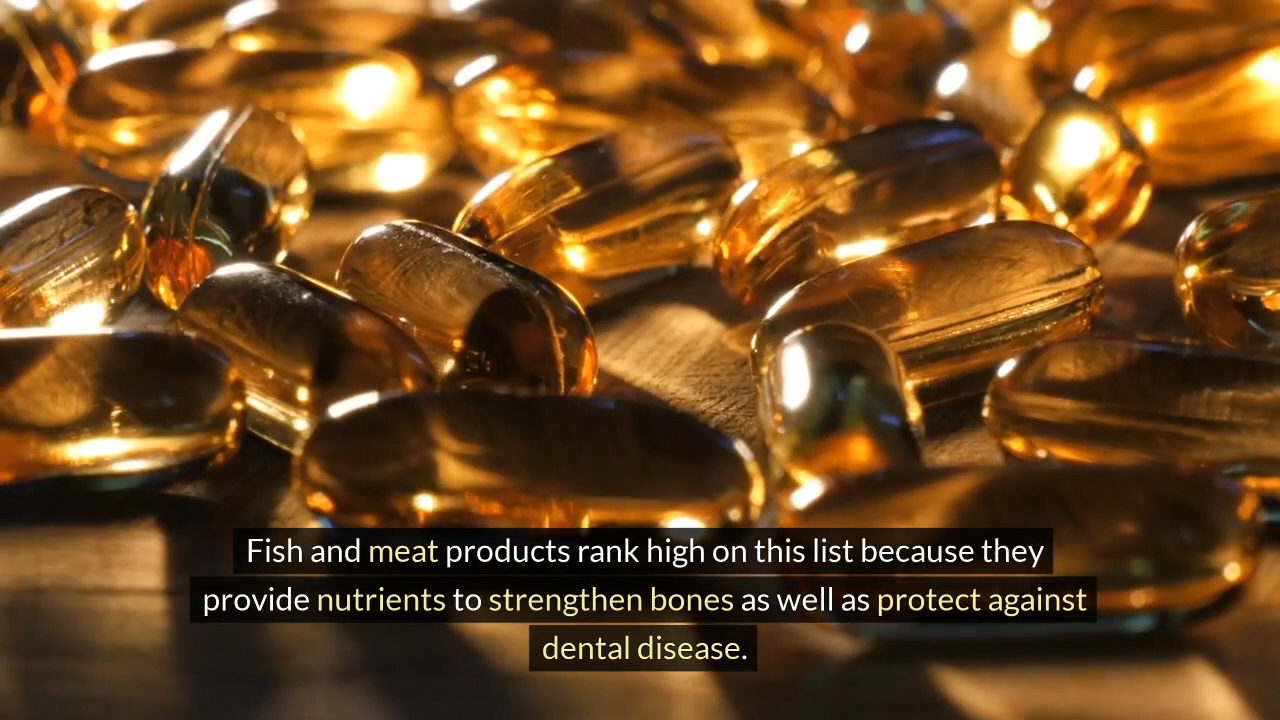 Fish and meat products rank high on this list because they
provide nutrients to strengthen bones as well as protect against
dental disease.